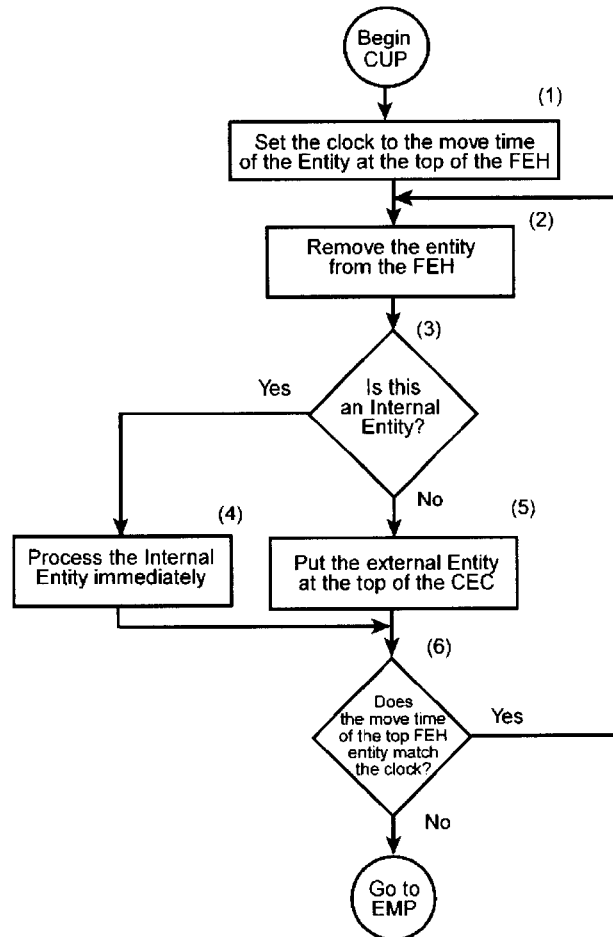 Begin
CUP
(1)
Set the clock to the move time
of the Entity at the top of the FEH
(2)
Remove the entity
from the FEH
(3)
Is this
an Internal
Entity?
Yes
No
(4)
Process the Internal
Entity immediately
(5)
Put the external Entity
at the top of the CEC
(6)
Does
the move time
of the top FEH
entity match
the clock?
Yes
No
Go to
EMP